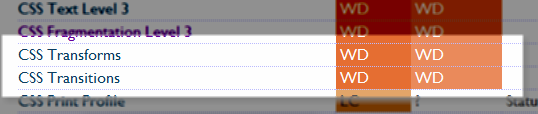 CSS Text Level 3 WD WD
CSS Fragmentation Level 3 WD WD
CSS Transforms WD WD
CSS Transitions WD WD
CSS Print Profile LC ? Statu